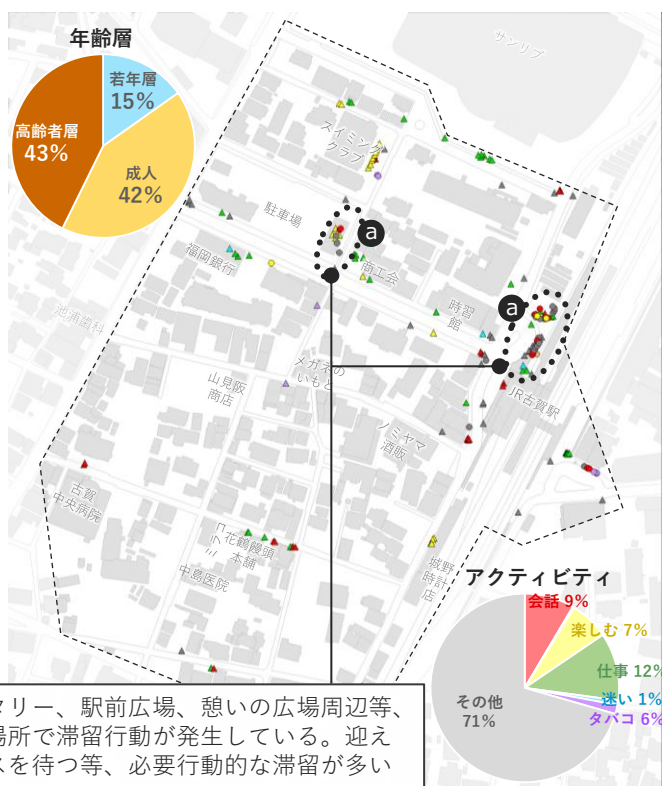 年齢層
サンリブ
若年層
15%
高齢者層
43%
成人
42%
スイミング
クラブ
駐車場
a
福岡銀行
商工会
a
時習
館
池浦歯科
メガネの
いもと
JR古賀駅
山見阪
商店
ノミヤマ
酒販
古賀
中央病院
コミフ
花鶴饅頭
本舗
中島医院
城野
時計
店
アクティビティ
会話 9%
楽しむ 7%
仕事 12%
迷い 1%
タバコ 6%
その他
71%
タリー、駅前広場、憩いの広場周辺等、
場所で滞留行動が発生している。迎え
スを待つ等、必要行動的な滞留が多い